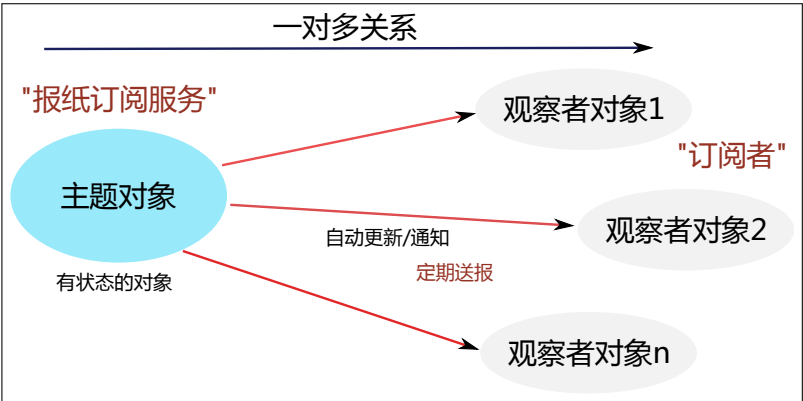 一对多关系
"报纸订阅服务"
观察者对象1
"订阅者"
主题对象
观察者对象2
自动更新/通知
定期送报
有状态的对象
观察者对象n